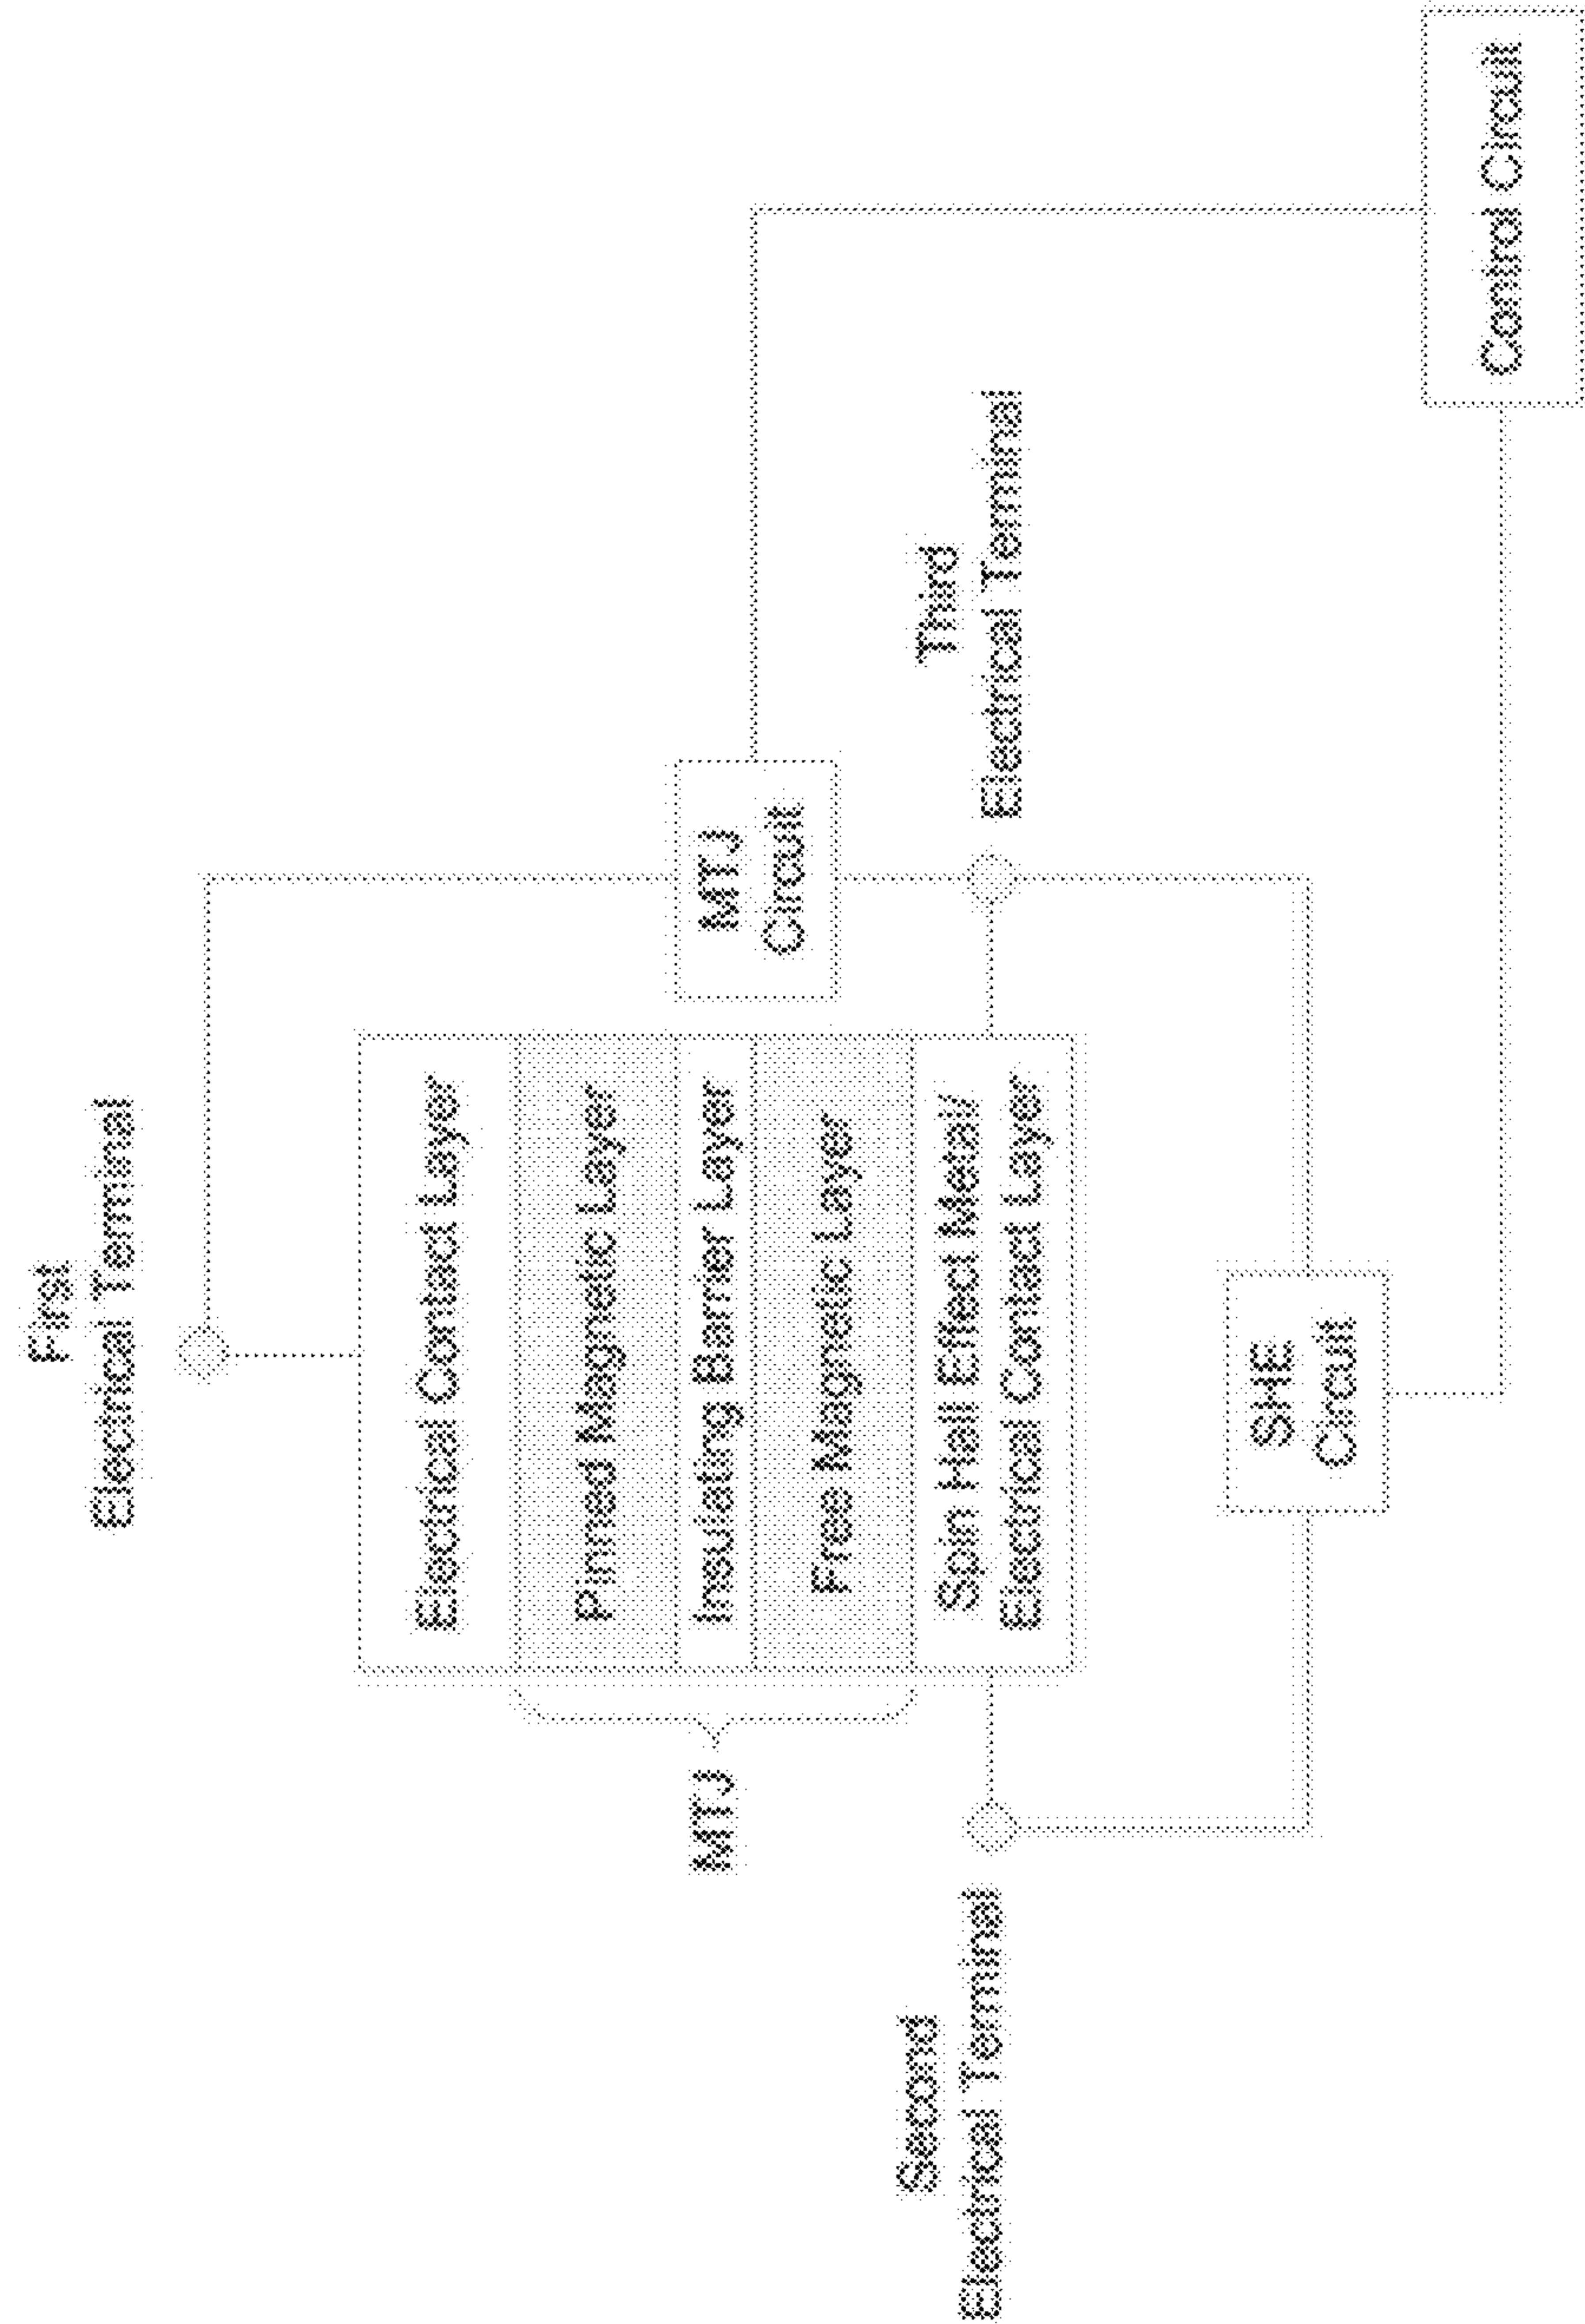 First
Electrical Terminal
Electrical Contact Layer
Pinned Magnetic Layer
MTJ
Insulating Barrier Layer
MTJ
Circuit
Free Magnetic Layer
Spin Hall Effect Metal/
Electrical Contact Layer
Second
Electrical Terminal
Third
Electrical Terminal
SHE
Circuit
Control Circuit